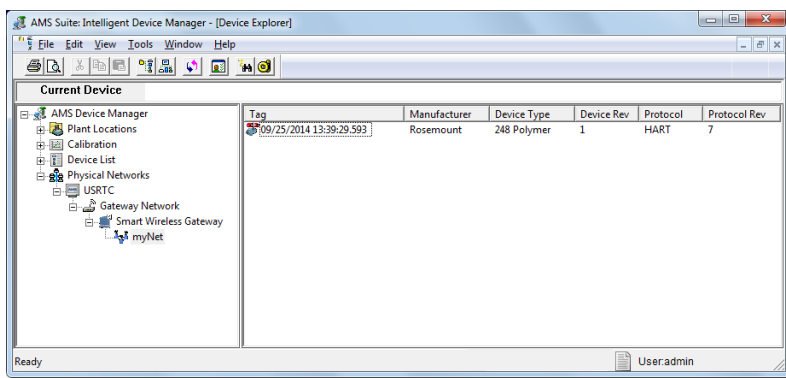 AMS Suite: Intelligent Device Manager - [Device Explorer]
File Edit View Tools Window Help
Current Device
AMS Device Manager
Plant Locations
Calibration
Device List
Physical Networks
USRTC
Gateway Network
Smart Wireless Gateway
myNet
Tag Manufacturer Device Type Device Rev Protocol Protocol Rev
09/25/2014 13:39:29.593 Rosemount 248 Polymer 1 HART 7
Ready User:admin